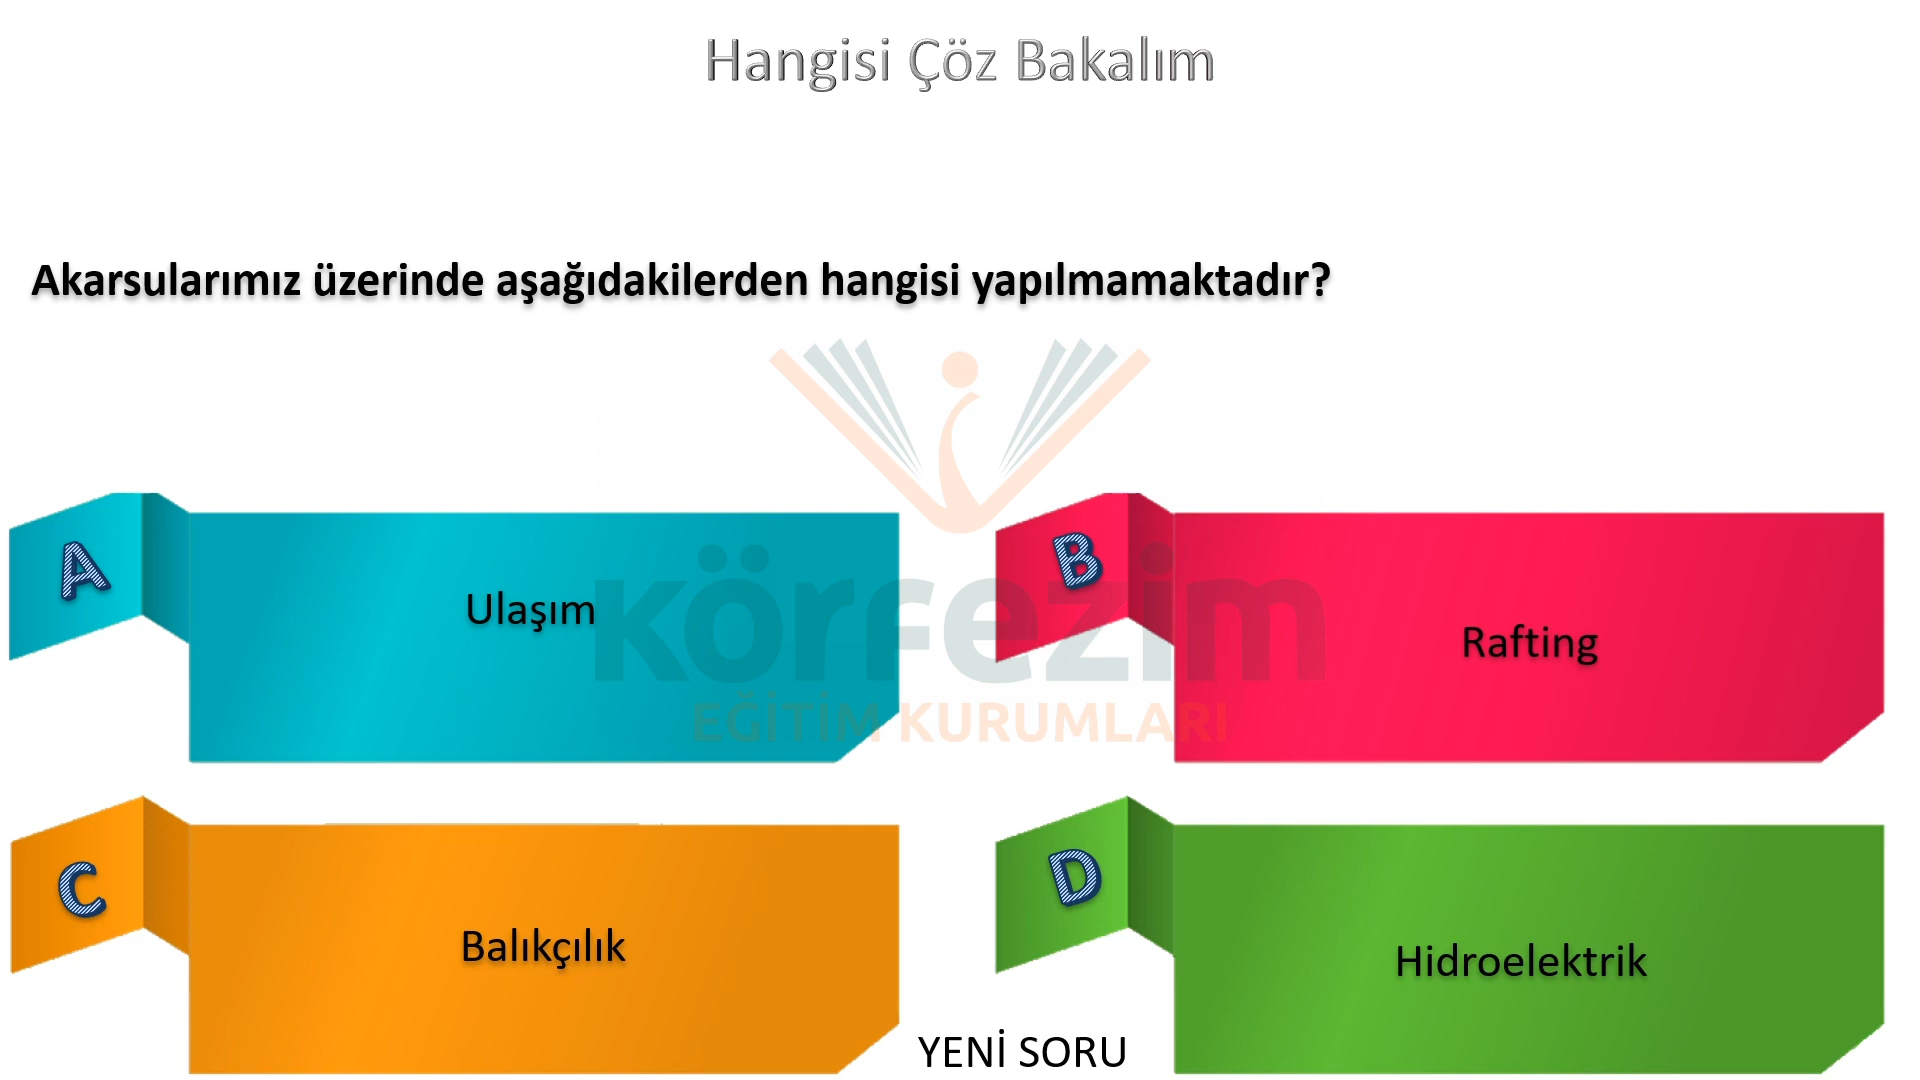 Hangisi Çöz Bakalım
Akarsularımız üzerinde aşağıdakilerden hangisi yapılmamaktadır?
A
Ulaşım
B
Rafting
körfezim
EĞİTİM KURUMLARI
C
Balıkçılık
D
Hidroelektrik
YENİ SORU